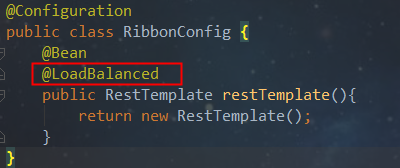 @Configuration
public class RibbonConfig {
@Bean
@LoadBalanced
public RestTemplate restTemplate(){
return new RestTemplate();
}
}